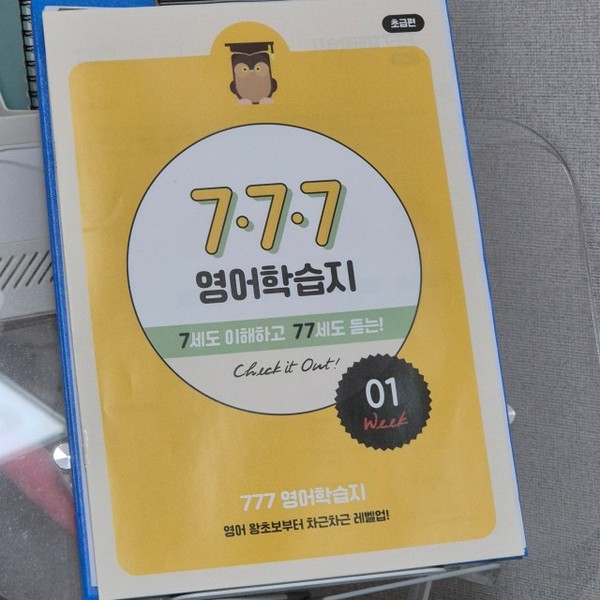 초급편
7·7·7
영어학습지
7세도 이해하고 77세도 듣는!
Check it Out!
01
Week
777 영어학습지
영어 왕초보부터 차근차근 레벨업!